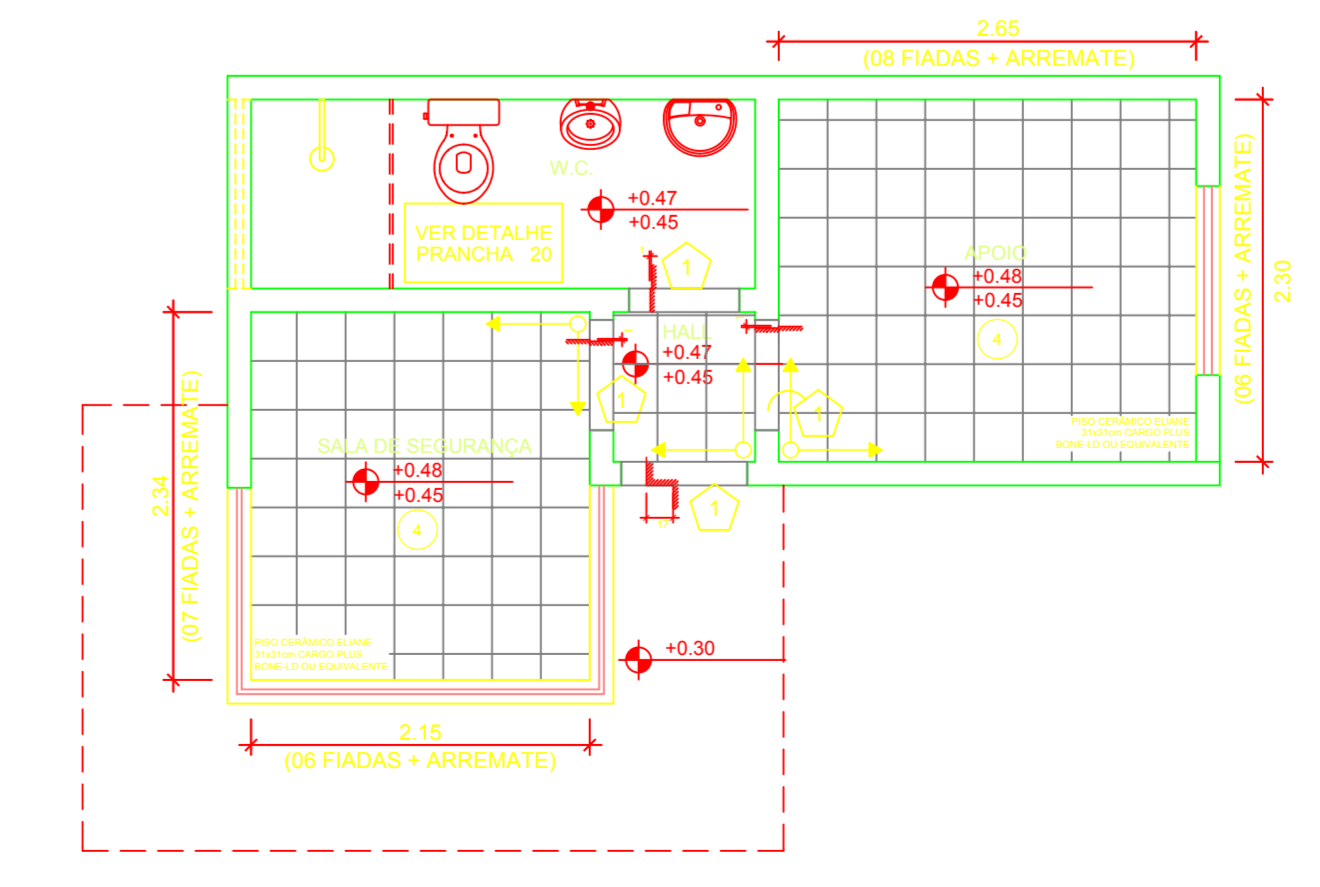 2.65
(08 FIADAS + ARREMATE)
W.C.
+0.47
+0.45
VER DETALHE
PRANCHA 20
1
1
APOIO
+0.48
+0.45
4
2.30
(06 FIADAS + ARREMATE)
HALL
+0.47
+0.45
1
1
PISO CERÂMICO ELIANE
31x31cm CARGO PLUS
BONE-LD OU EQUIVALENTE
SALA DE SEGURANÇA
+0.48
+0.45
4
2.34
(07 FIADAS + ARREMATE)
1
17
PISO CERÂMICO ELIANE
31x31cm CARGO PLUS
BONE-LD OU EQUIVALENTE
+0.30
2.15
(06 FIADAS + ARREMATE)